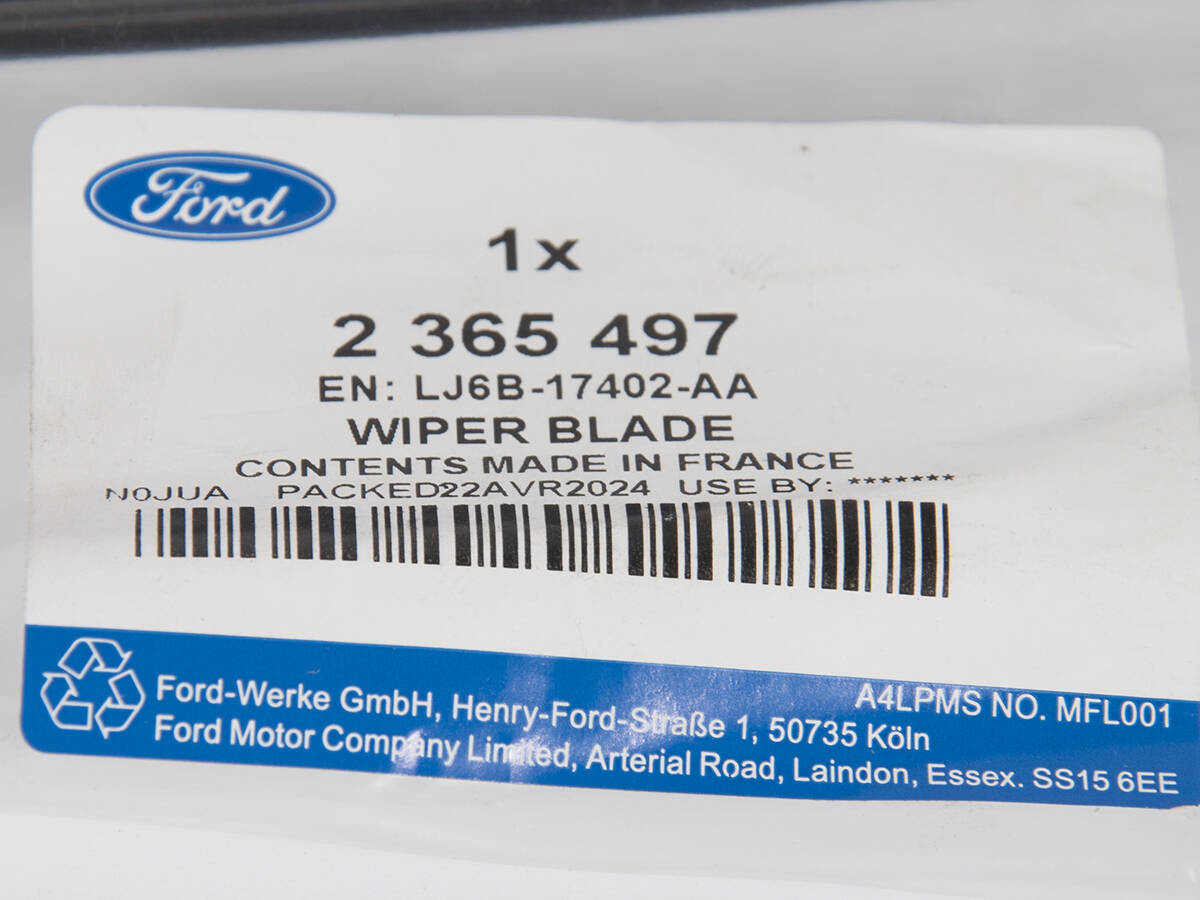 Ford
1x
2 365 497
EN: LJ6B-17402-AA
WIPER BLADE
CONTENTS MADE IN FRANCE
N0JUA PACKED22AVR2024 USE BY: *******
A4LPMS NO. MFL001
Ford-Werke GmbH, Henry-Ford-Straße 1, 50735 Köln
Ford Motor Company Limited, Arterial Road, Laindon, Essex. SS15 6EE